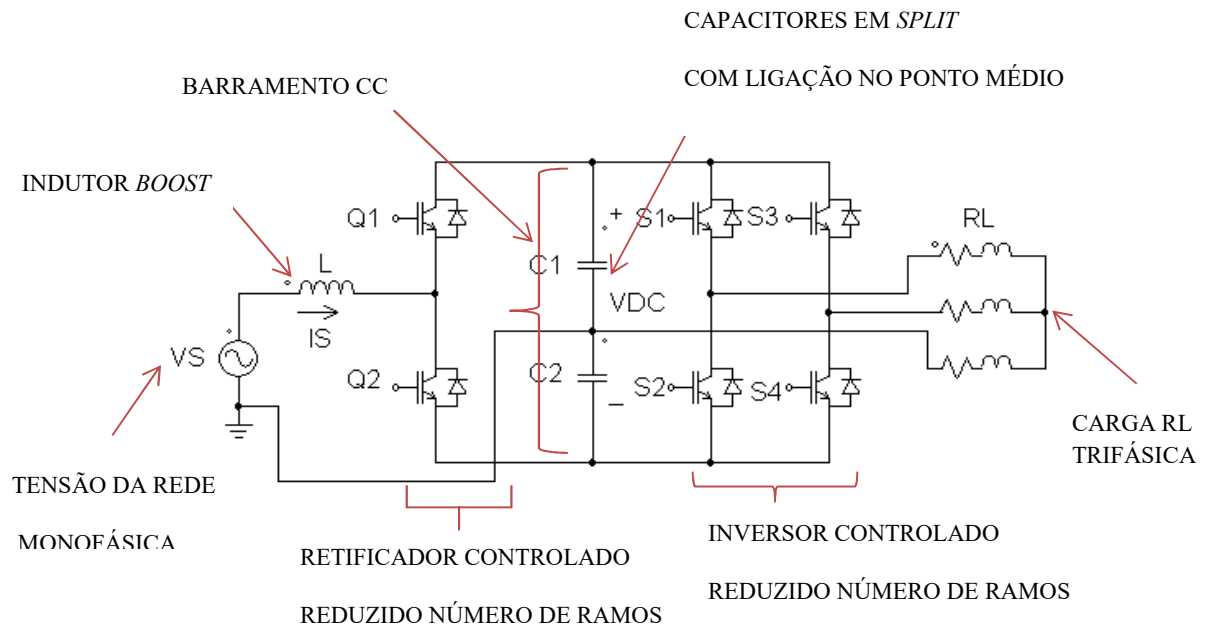 CAPACITORES EM SPLIT
COM LIGAÇÃO NO PONTO MÉDIO
BARRAMENTO CC
INDUTOR BOOST
Q1
+
S1
S3
RL
C1
L
VDC
IS
VS
Q2
C2
S2
S4
–
CARGA RL
TRIFÁSICA
TENSÃO DA REDE
MONOFÁSICA
INVERSOR CONTROLADO
REDUZIDO NÚMERO DE RAMOS
RETIFICADOR CONTROLADO
REDUZIDO NÚMERO DE RAMOS